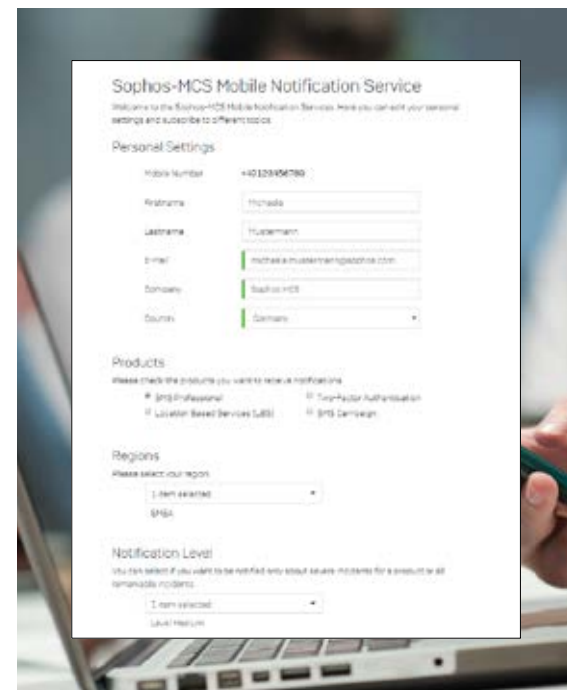 Sophos-MCS Mobile Notification Service
Welcome to the Sophos-MCS Mobile Notification Services. Here you can edit your personal
settings and subscribe to different topics.
Personal Settings
Mobile Number +49123456789
Firstname Michaela
Lastname Mustermann
E-mail michaela.mustermann@sophos.com
Company Sophos MCS
Country Germany
Products
Please check the products you want to receive notifications
SMS Professional Two-Factor Authentication
Location Based Services (LBS) SMS Campaign
Regions
Please select your region
1 item selected
EMEA
Notification Level
You can select if you want to be notified only about severe incidents for a product or all
remarkable incidents
1 item selected
Level Medium